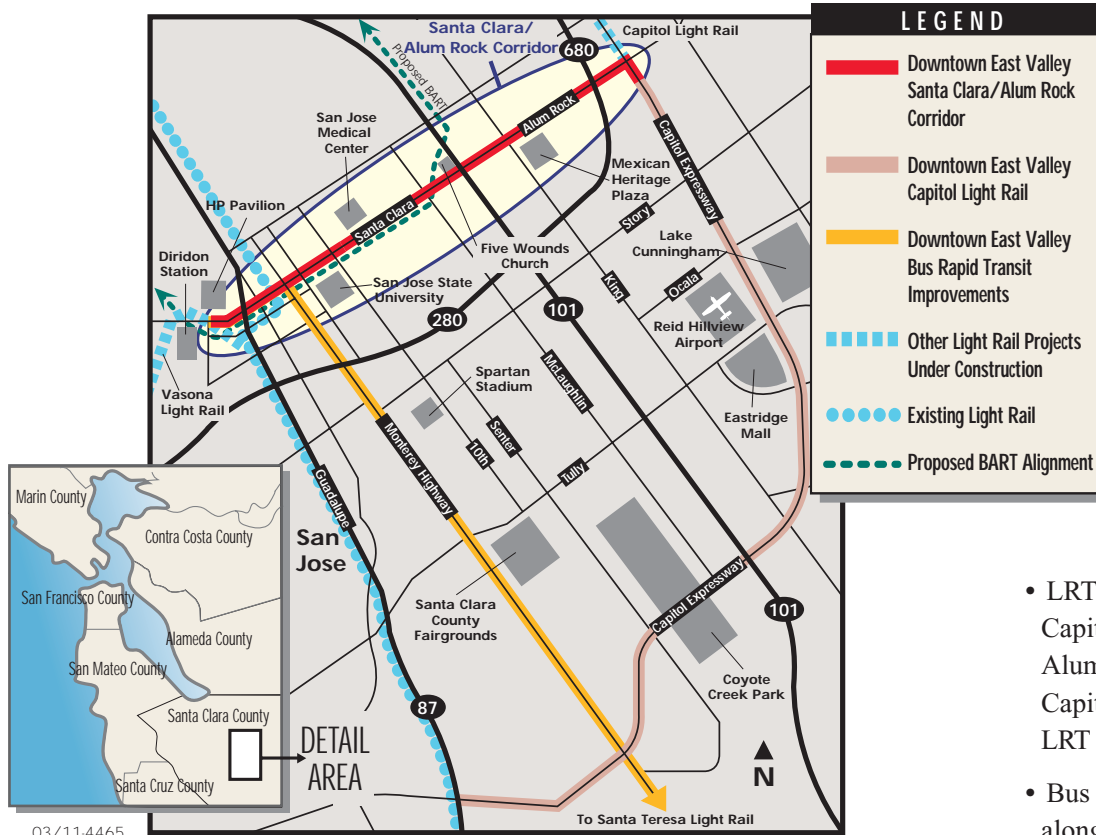 Santa Clara/
Alum Rock Corridor
Capitol Light Rail
680
Proposed BART
San Jose
Medical
Center
Alum Rock
Capitol Expressway
Mexican
Heritage
Plaza
HP Pavilion
Santa Clara
Story
Lake
Cunningham
Diridon
Station
Five Wounds
Church
San Jose State
University
King
Ocala
280
101
Reid Hillview
Airport
Vasona
Light Rail
Spartan
Stadium
McLaughlin
Eastridge
Mall
Monterey Highway
10th
Senter
Tully
Guadalupe
San
Jose
Santa Clara
County
Fairgrounds
Capitol Expressway
101
Coyote
Creek Park
87
N
To Santa Teresa Light Rail
LEGEND
Downtown East Valley
Santa Clara/Alum Rock
Corridor
Downtown East Valley
Capitol Light Rail
Downtown East Valley
Bus Rapid Transit
Improvements
Other Light Rail Projects
Under Construction
Existing Light Rail
Proposed BART Alignment
Marin County
Contra Costa County
San Francisco County
Alameda County
San Mateo County
Santa Clara County
Santa Cruz County
DETAIL
AREA
03/11.4465
• LRT
Capit
Alum
Capit
LRT
• Bus
along